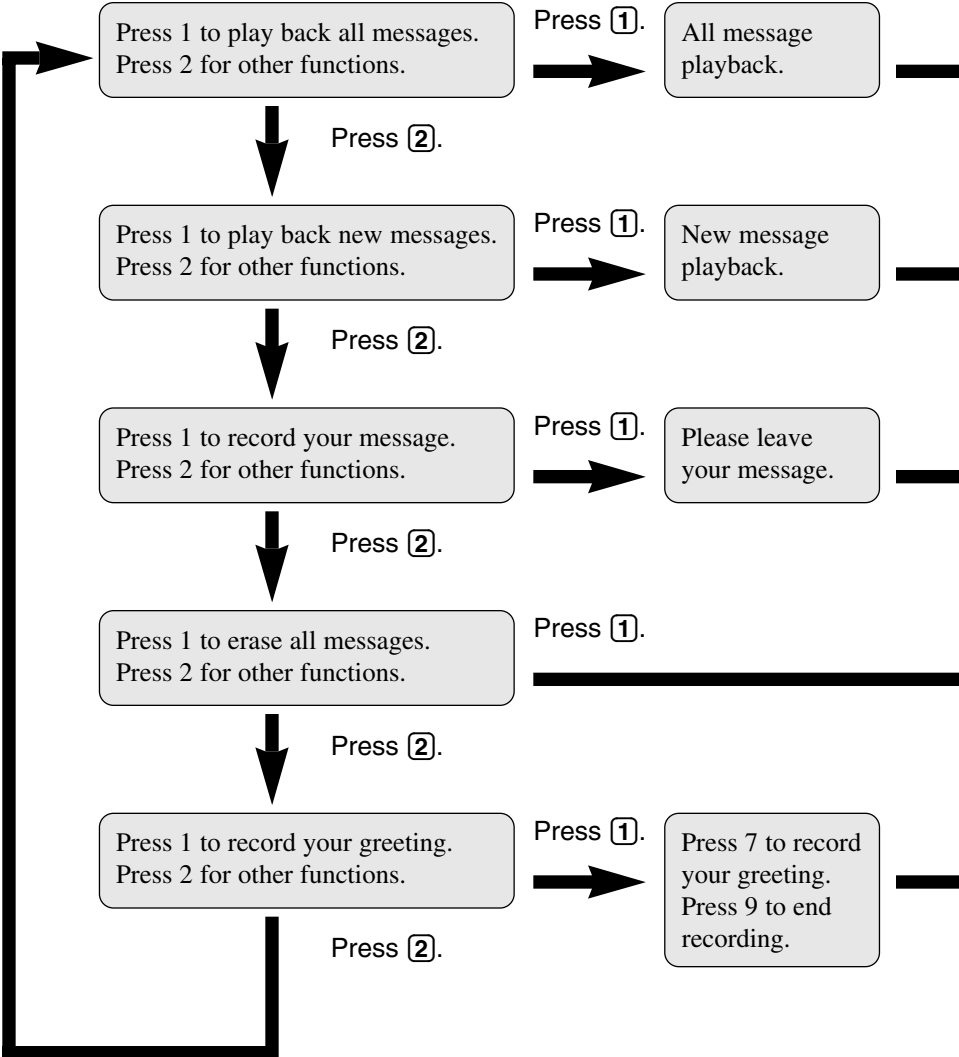 Press 1 to play back all messages.
Press 2 for other functions.
Press 1.
All message
playback.
Press 2.
Press 1 to play back new messages.
Press 2 for other functions.
Press 1.
New message
playback.
Press 2.
Press 1 to record your message.
Press 2 for other functions.
Press 1.
Please leave
your message.
Press 2.
Press 1 to erase all messages.
Press 2 for other functions.
Press 1.
Press 2.
Press 1 to record your greeting.
Press 2 for other functions.
Press 1.
Press 7 to record
your greeting.
Press 9 to end
recording.
Press 2.